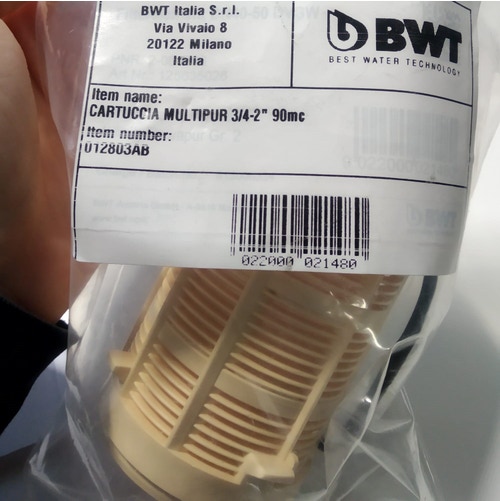 BWT Italia S.r.l.
Via Vivaio 8
20122 Milano
Italia
BWT
BEST WATER TECHNOLOGY
Item name:
CARTUCCIA MULTIPUR 3/4-2" 90mc
Item number:
012803AB
022000 021480